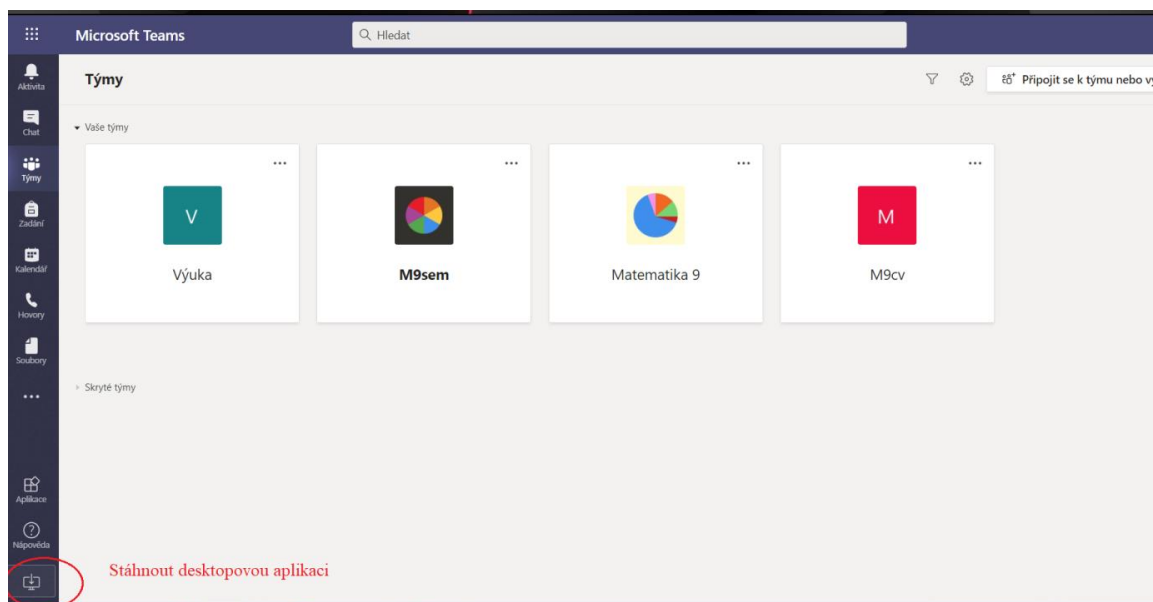 Microsoft Teams
Hledat
Aktivita
Chat
Týmy
Zadání
Kalendář
Hovory
Soubory
Aplikace
Nápověda
Týmy
Připojit se k týmu nebo vy
Vaše týmy
V
Výuka
M9sem
Matematika 9
M
M9cv
Skryté týmy
Stáhnout desktopovou aplikaci